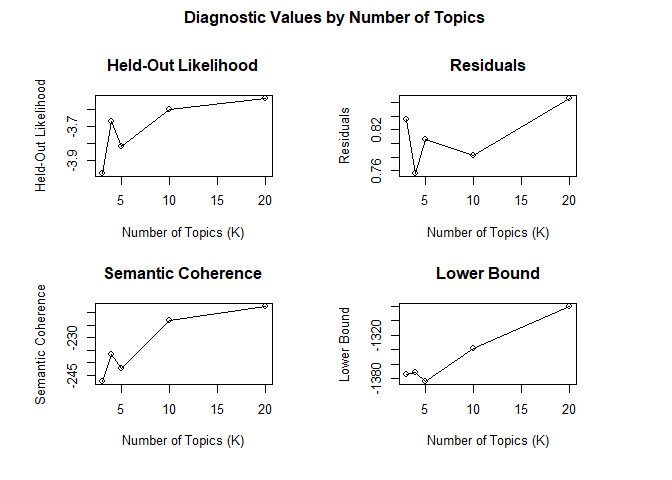 Diagnostic Values by Number of Topics
Held-Out Likelihood
Held-Out Likelihood
-3.9
-3.7
5
10
15
20
Number of Topics (K)
Residuals
Residuals
0.76
0.82
5
10
15
20
Number of Topics (K)
Semantic Coherence
Semantic Coherence
-245
-230
5
10
15
20
Number of Topics (K)
Lower Bound
Lower Bound
-1380
-1320
5
10
15
20
Number of Topics (K)